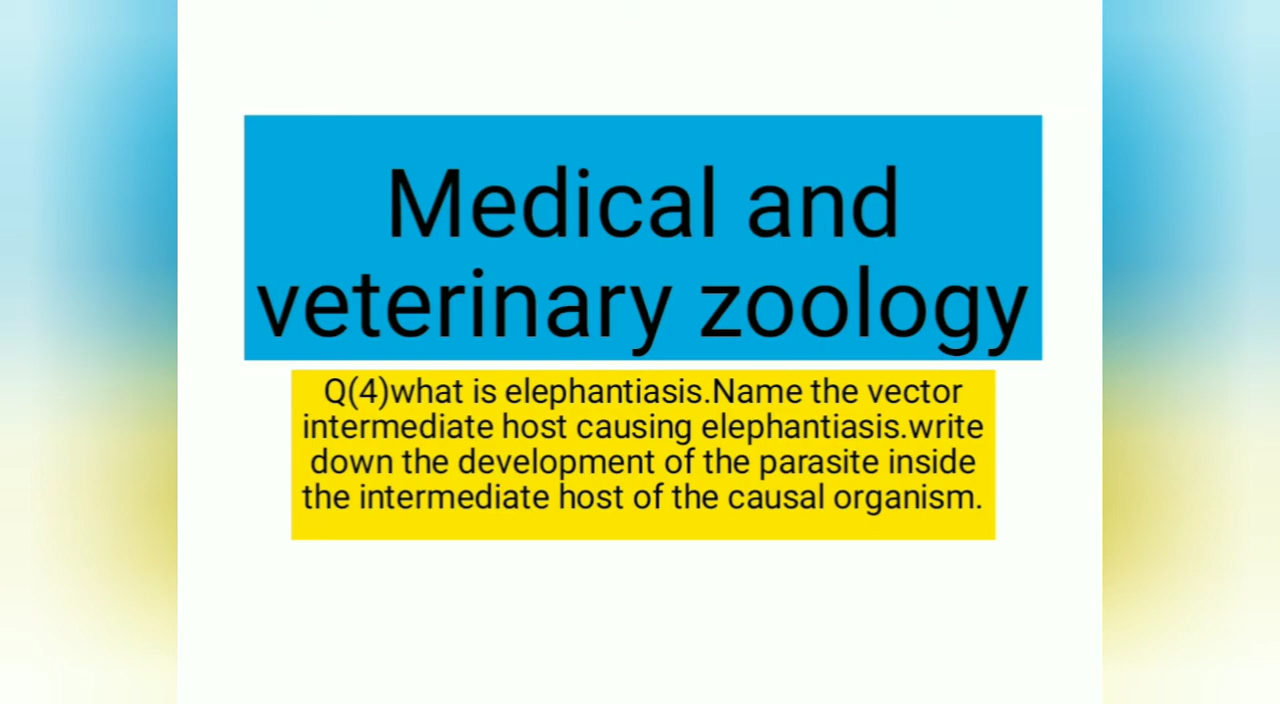 Medical and
veterinary zoology
Q(4)what is elephantiasis.Name the vector
intermediate host causing elephantiasis.write
down the development of the parasite inside
the intermediate host of the causal organism.